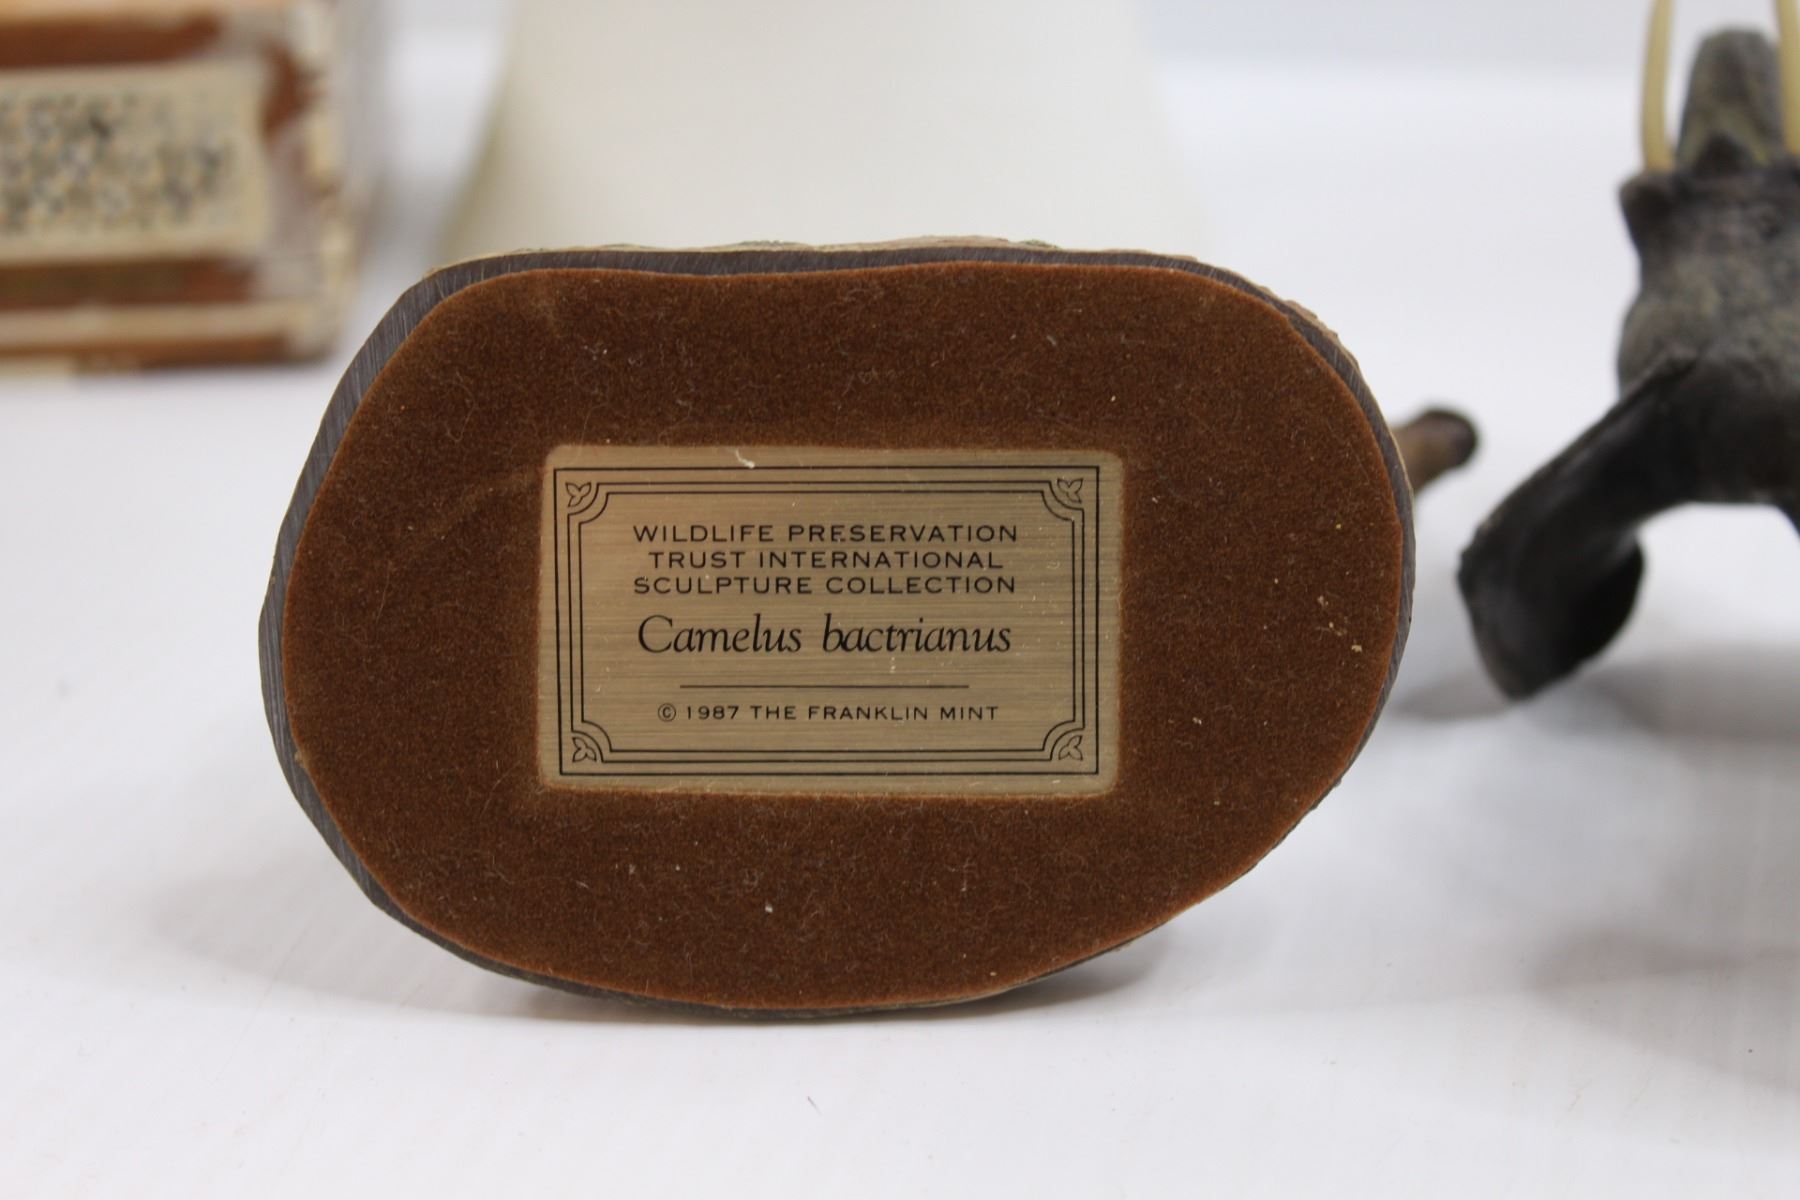 WILDLIFE PRESERVATION
TRUST INTERNATIONAL
SCULPTURE COLLECTION
Camelus bactrianus
© 1987 THE FRANKLIN MINT